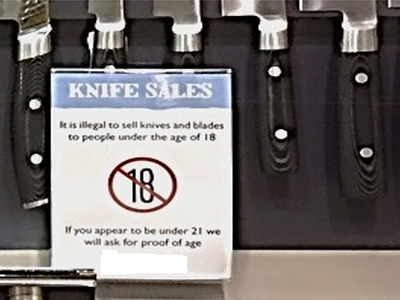 KNIFE SALES
It is illegal to sell knives and blades
to people under the age of 18
18
If you appear to be under 21 we
will ask for proof of age